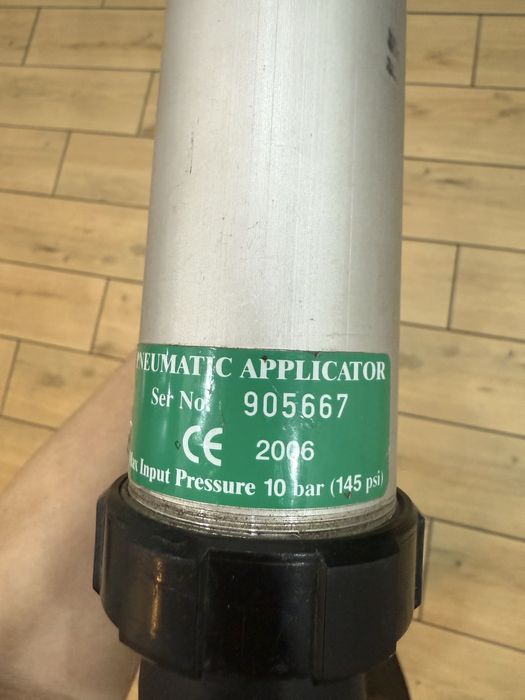 PNEUMATIC APPLICATOR
Ser No. 905667
CE 2006
Max Input Pressure 10 bar (145 psi)